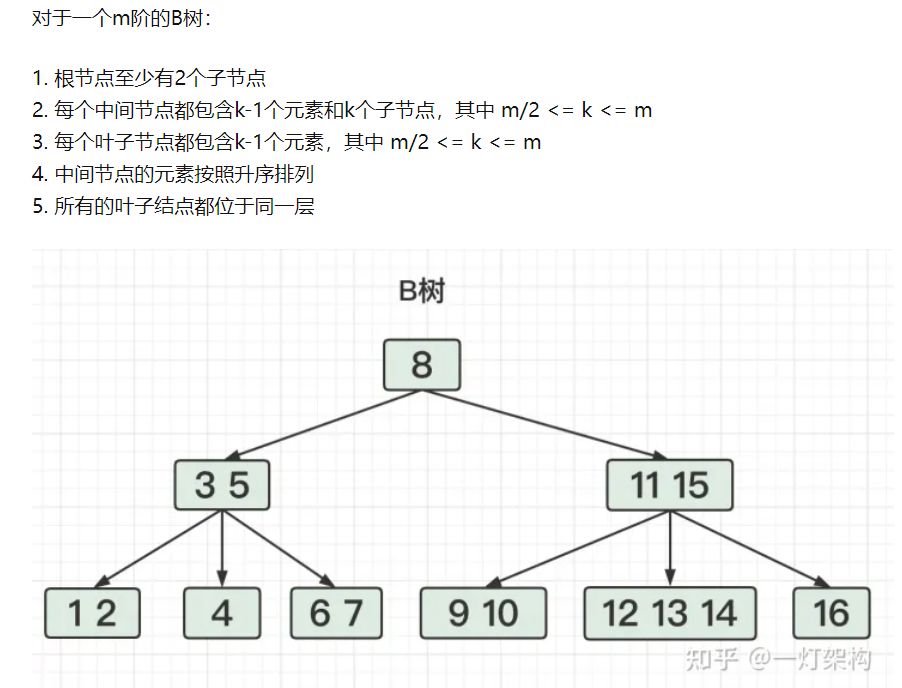 对于一个m阶的B树：
1. 根节点至少有2个子节点
2. 每个中间节点都包含k-1个元素和k个子节点，其中 m/2 <= k <= m
3. 每个叶子节点都包含k-1个元素，其中 m/2 <= k <= m
4. 中间节点的元素按照升序排列
5. 所有的叶子结点都位于同一层
B树
8
3 5
11 15
1 2
4
6 7
9 10
12 13 14
16
知乎 @一灯架构